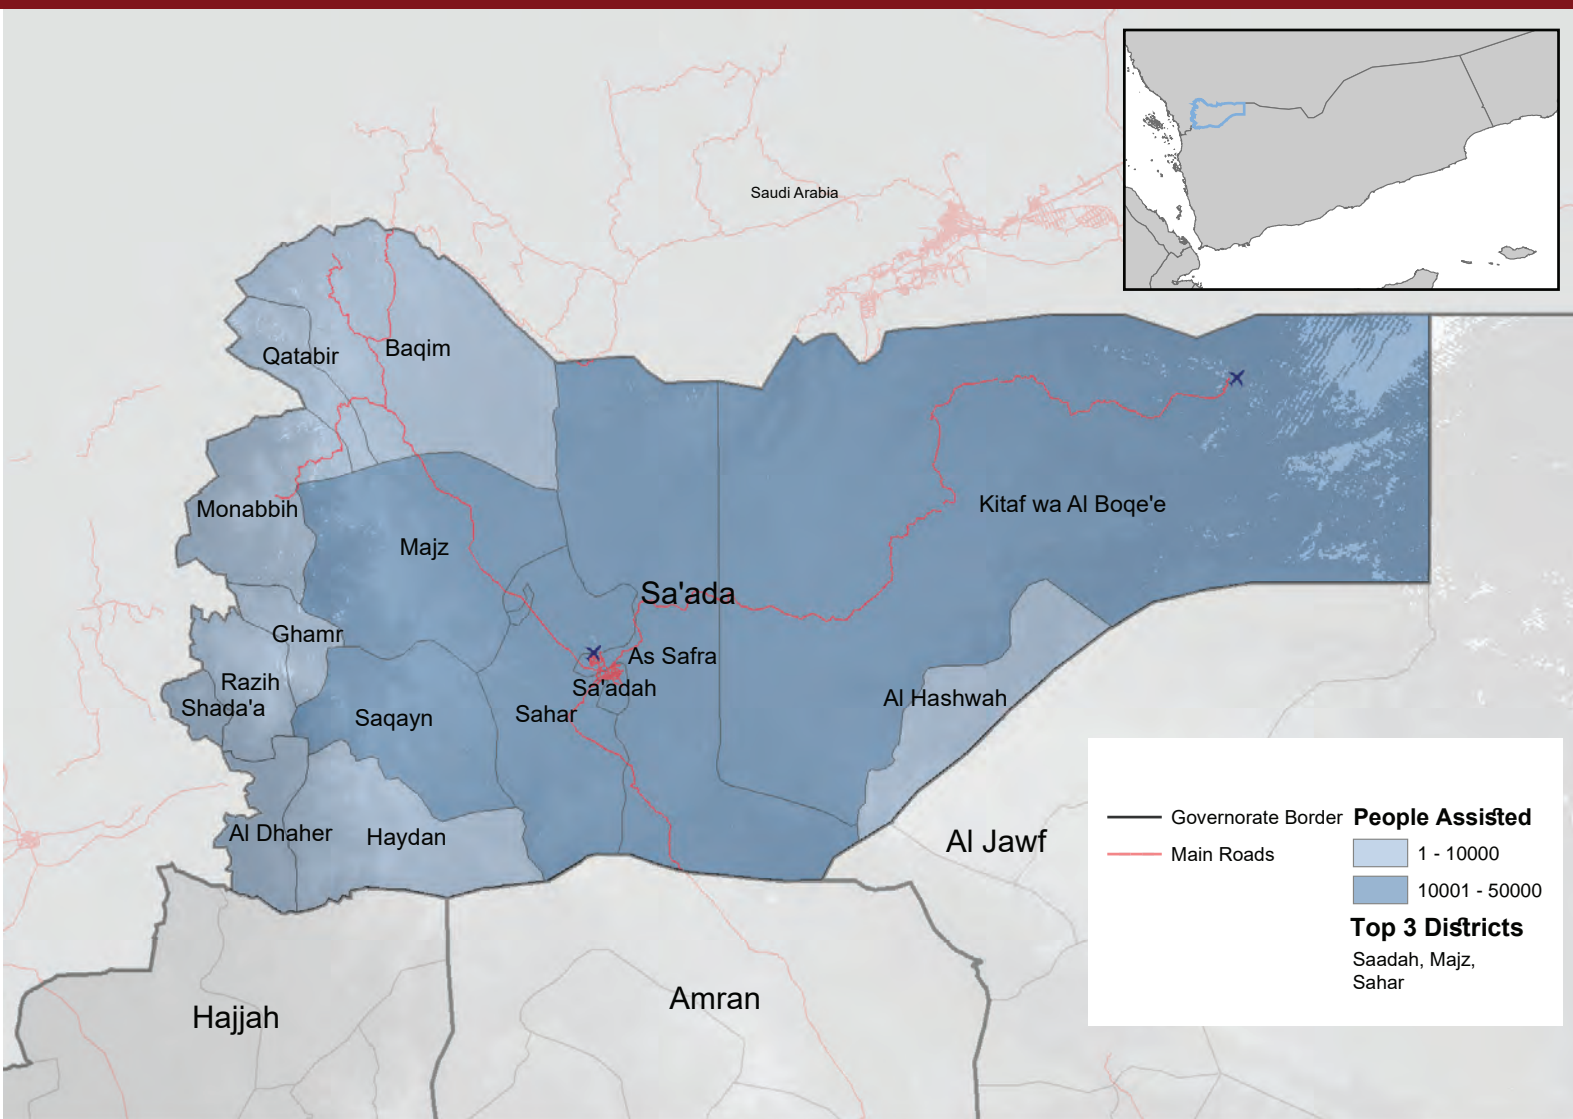 Saudi Arabia
Qatabir
Baqim
Monabbih
Kitaf wa Al Boqe'e
Majz
Sa'ada
Ghamr
As Safra
Razih
Sa'adah
Shada'a
Al Hashwah
Saqayn
Sahar
Al Dhaher
Haydan
Al Jawf
Amran
Hajjah
Governorate Border
Main Roads
People Assisted
1 - 10000
10001 - 50000
Top 3 Districts
Saadah, Majz,
Sahar